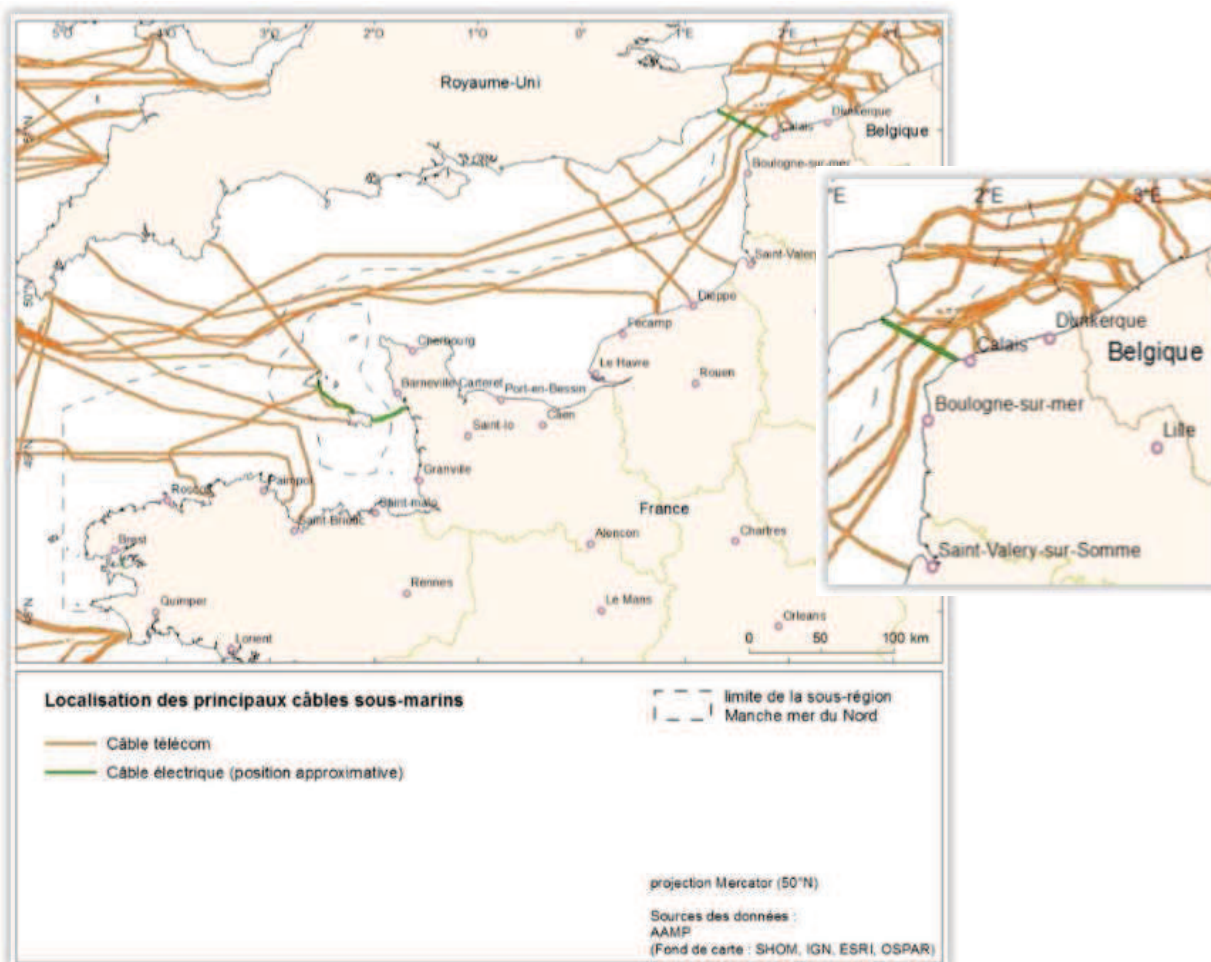 5°O
4°O
3°O
2°O
0°
1°E
2°E
Royaume-Uni
Dunkerque
Calais
Belgique
Boulogne-sur-mer
50°N
Saint-Valery
Dieppe
Fécamp
Cherbourg
Le Havre
Rouen
Barneville-Carteret
Port-en-Bessin
Caen
Saint-lo
49°N
Granville
Paimpol
Roscoff
Saint-malo
Saint-Brieuc
France
Brest
Alencon
Chartres
Rennes
Le Mans
48°N
Quimper
Orleans
Lorient
0 50 100 km
°E
2°E
3°E
Dunkerque
Calais
Belgique
Boulogne-sur-mer
Lille
Saint-Valery-sur-Somme
Localisation des principaux câbles sous-marins
Câble télécom
Câble électrique (position approximative)
limite de la sous-région
Manche mer du Nord
projection Mercator (50°N)
Sources des données :
AAMP
(Fond de carte : SHOM, IGN, ESRI, OSPAR)